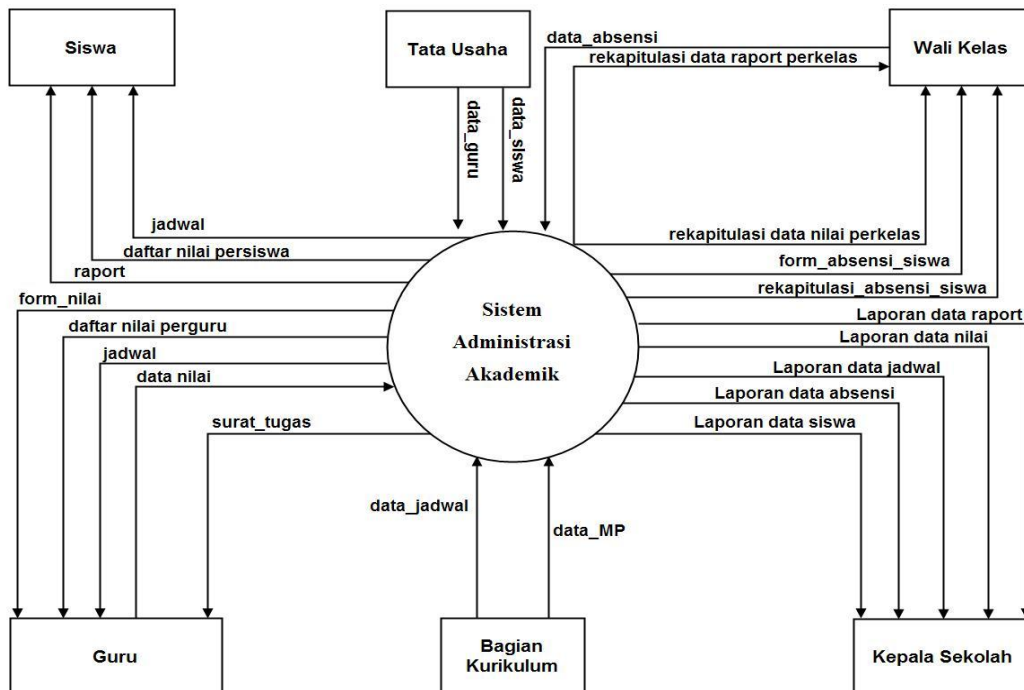 Siswa
Tata Usaha
Wali Kelas
data_absensi
rekapitulasi data raport perkelas
data_guru
data_siswa
jadwal
daftar nilai persiswa
raport
rekapitulasi data nilai perkelas
form_absensi_siswa
rekapitulasi_absensi_siswa
form_nilai
daftar nilai perguru
jadwal
data nilai
surat_tugas
Sistem
Administrasi
Akademik
Laporan data raport
Laporan data nilai
Laporan data jadwal
Laporan data absensi
Laporan data siswa
data_jadwal
data_MP
Guru
Bagian
Kurikulum
Kepala Sekolah